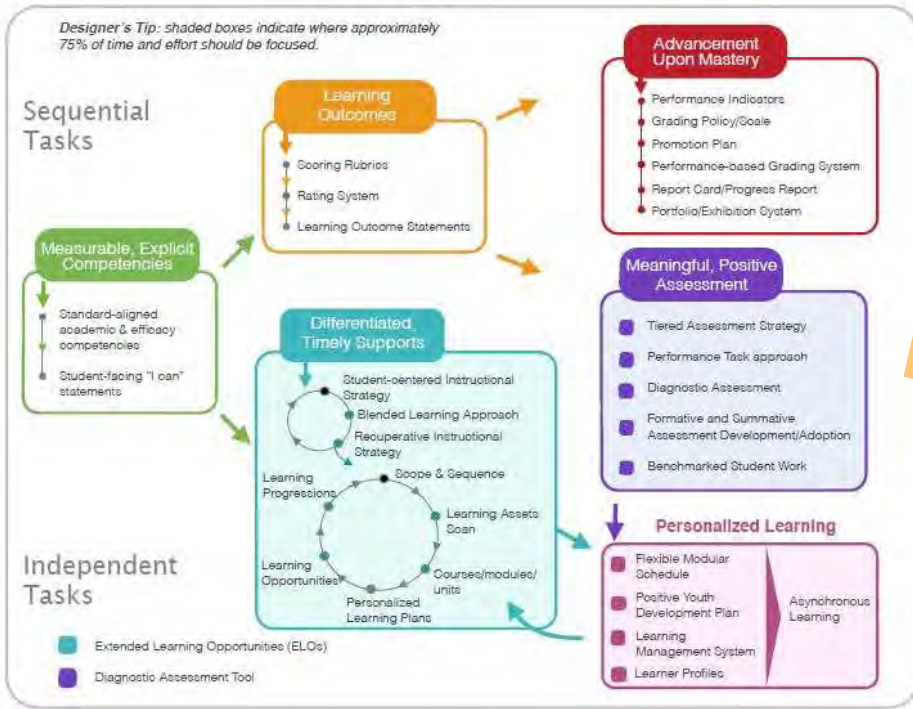 Designer's Tip: shaded boxes indicate where approximately
75% of time and effort should be focused.
Sequential
Tasks
Measurable, Explicit
Competencies
Standard-aligned
academic & efficacy
competencies
Student-facing "I can"
statements
Learning
Outcomes
Scoring Rubrics
Rating System
Learning Outcome Statements
Advancement
Upon Mastery
Performance Indicators
Grading Policy/Scale
Promotion Plan
Performance-based Grading System
Report Card/Progress Report
Portfolio/Exhibition System
Meaningful, Positive
Assessment
Tiered Assessment Strategy
Performance Task approach
Diagnostic Assessment
Formative and Summative
Assessment Development/Adoption
Benchmarked Student Work
Differentiated,
Timely Supports
Student-centered Instructional
Strategy
Blended Learning Approach
Recuperative Instructional
Strategy
Scope & Sequence
Learning
Progressions
Learning Assets
Scan
Learning
Opportunities
Courses/modules/
units
Personalized
Learning Plans
Personalized Learning
Flexible Modular
Schedule
Positive Youth
Development Plan
Learning
Management System
Learner Profiles
Asynchronous
Learning
Independent
Tasks
Extended Learning Opportunities (ELOs)
Diagnostic Assessment Tool